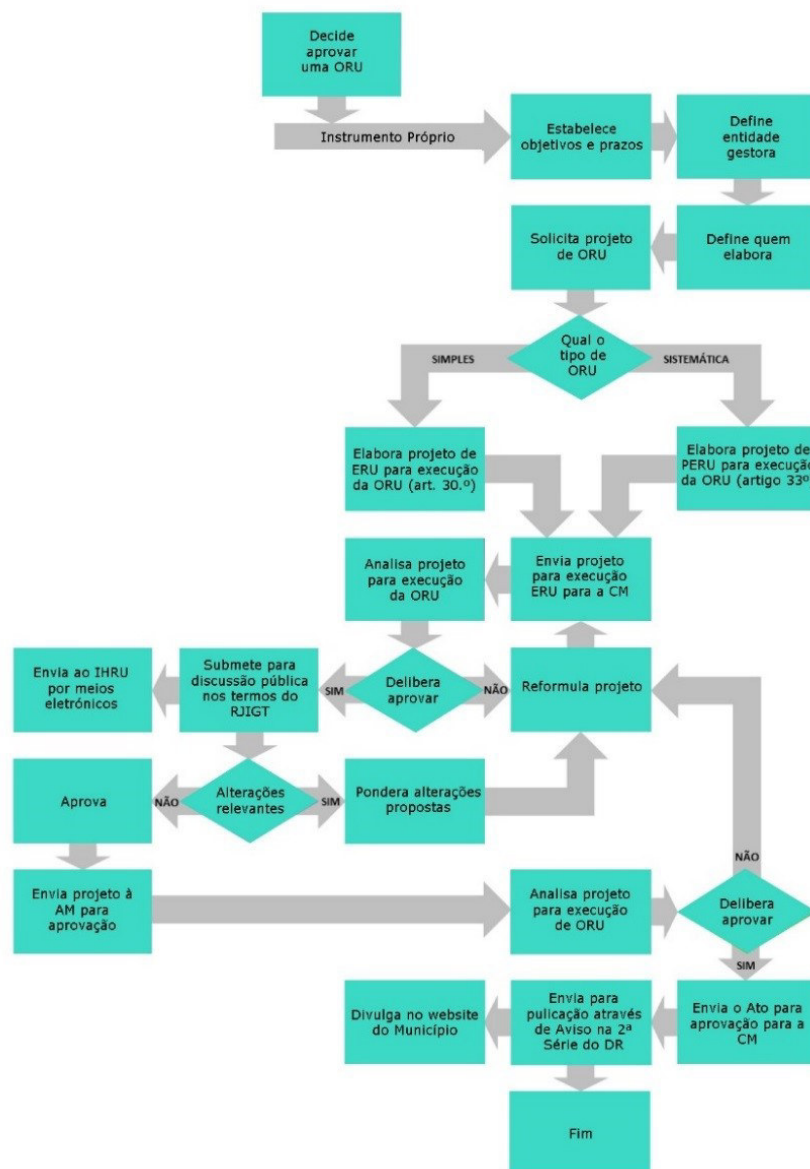 Decide
aprovar
uma ORU
Instrumento Próprio
Estabelece
objetivos e prazos
Define
entidade
gestora
Solicita projeto
de ORU
Define quem
elabora
Qual o
tipo de
ORU
SIMPLES
SISTEMÁTICA
Elabora projeto de
ERU para execução
da ORU (art. 30.º)
Elabora projeto de
PERU para execução
da ORU (artigo 33º
Analisa projeto
para execução
da ORU
Envia projeto
para execução
ERU para a CM
Envia ao IHRU
por meios
eletrónicos
Submete para
discussão pública
nos termos do
RJIGT
SIM
Delibera
aprovar
NÃO
Reformula projeto
Aprova
NÃO
Alterações
relevantes
SIM
Pondera alterações
propostas
NÃO
Envia projeto à
AM para
aprovação
Analisa projeto
para execução
de ORU
Delibera
aprovar
SIM
Divulga no website
do Município
Envia para
pulicação através
de Aviso na 2ª
Série do DR
Envia o Ato para
aprovação para a
CM
Fim